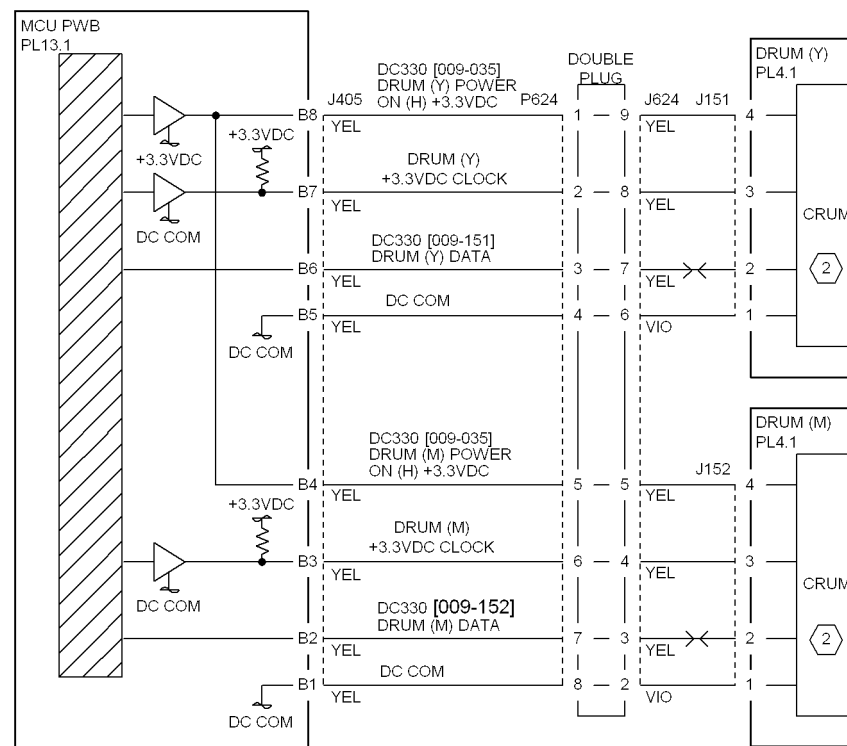 MCU PWB
PL13.1
DC330 [009-035]
DRUM (Y) POWER
ON (H) +3.3VDC
DOUBLE
PLUG
DRUM (Y)
PL4.1
J405
P624
J624
J151
B8
1
9
4
YEL
YEL
+3.3VDC
+3.3VDC
DRUM (Y)
+3.3VDC CLOCK
B7
2
8
3
YEL
YEL
CRUM
DC COM
DC330 [009-151]
DRUM (Y) DATA
B6
3
7
2
2
YEL
YEL
DC COM
B5
4
6
1
YEL
VIO
DC COM
DRUM (M)
PL4.1
DC330 [009-035]
DRUM (M) POWER
ON (H) +3.3VDC
J152
B4
5
5
4
YEL
YEL
+3.3VDC
DRUM (M)
+3.3VDC CLOCK
B3
6
4
3
YEL
YEL
CRUM
DC COM
DC330 [009-152]
DRUM (M) DATA
B2
7
3
2
2
YEL
YEL
DC COM
B1
8
2
1
YEL
VIO
DC COM